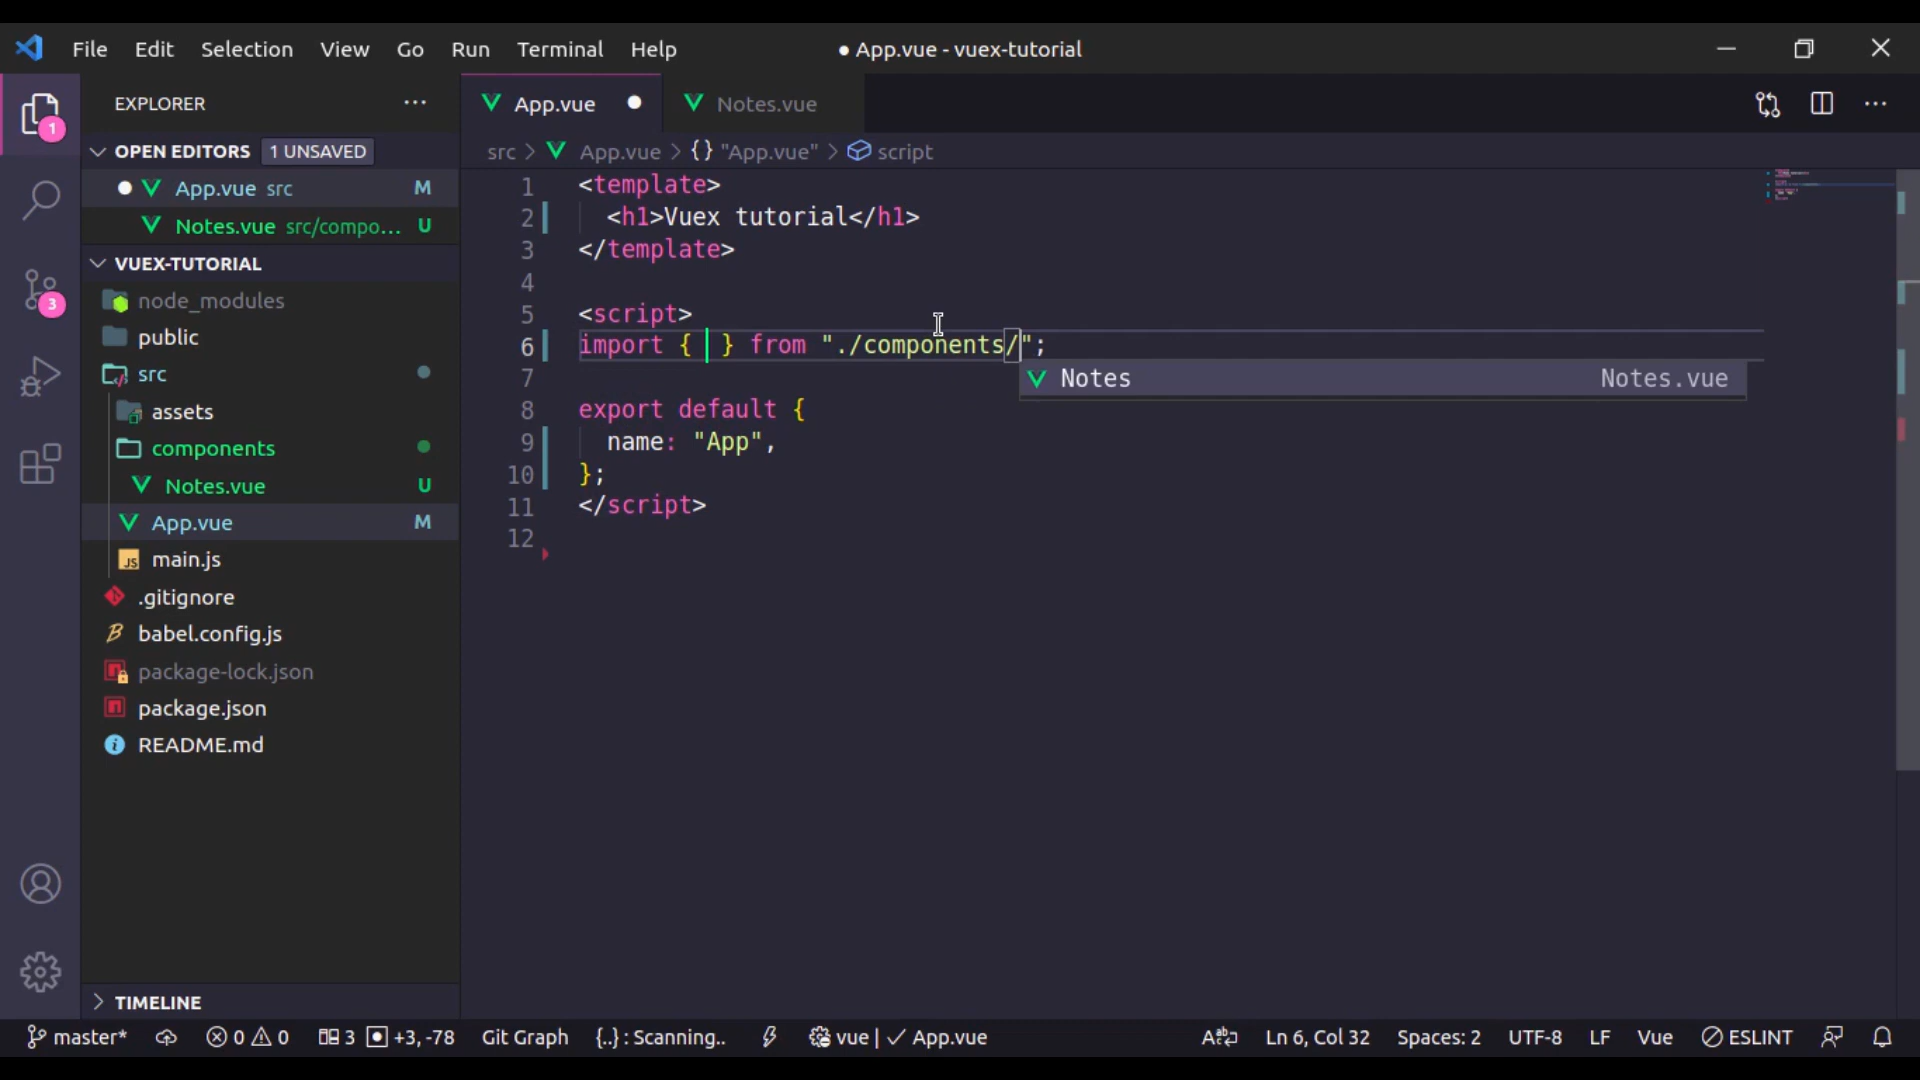 File Edit Selection View Go Run Terminal Help ● App.vue - vuex-tutorial
EXPLORER
OPEN EDITORS 1 UNSAVED
App.vue src M
Notes.vue src/compo... U
VUEX-TUTORIAL
node_modules
public
src
assets
components
Notes.vue U
App.vue M
main.js
.gitignore
babel.config.js
package-lock.json
package.json
README.md
TIMELINE
1
3
App.vue
Notes.vue
src > App.vue > {} "App.vue" > script
1 <template>
2 <h1>Vuex tutorial</h1>
3 </template>
4
5 <script>
6 import { } from "./components/";
Notes Notes.vue
7
8 export default {
9 name: "App",
10 };
11 </script>
12
master* 0 0 3 +3, -78 Git Graph {..} : Scanning.. vue | ✓ App.vue Ln 6, Col 32 Spaces: 2 UTF-8 LF Vue ESLINT